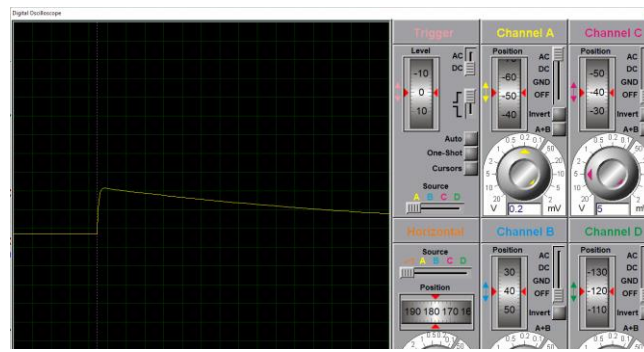 Digital Oscilloscope
Trigger
Level
-10
0
10
AC
DC
Auto
One-Shot
Cursors
Source
A B C D
Horizontal
Source
A B C D
Position
190 180 170 16
Channel A
Position
-60
-50
-40
AC
DC
GND
OFF
Invert
A+B
V
0.2
mV
Channel C
Position
-50
-40
-30
AC
DC
GND
OFF
Invert
A+B
V
5
mV
Channel B
Position
30
40
50
AC
DC
GND
OFF
Invert
A+B
Channel D
Position
-130
-120
-110
AC
DC
GND
OFF
Invert
A+B